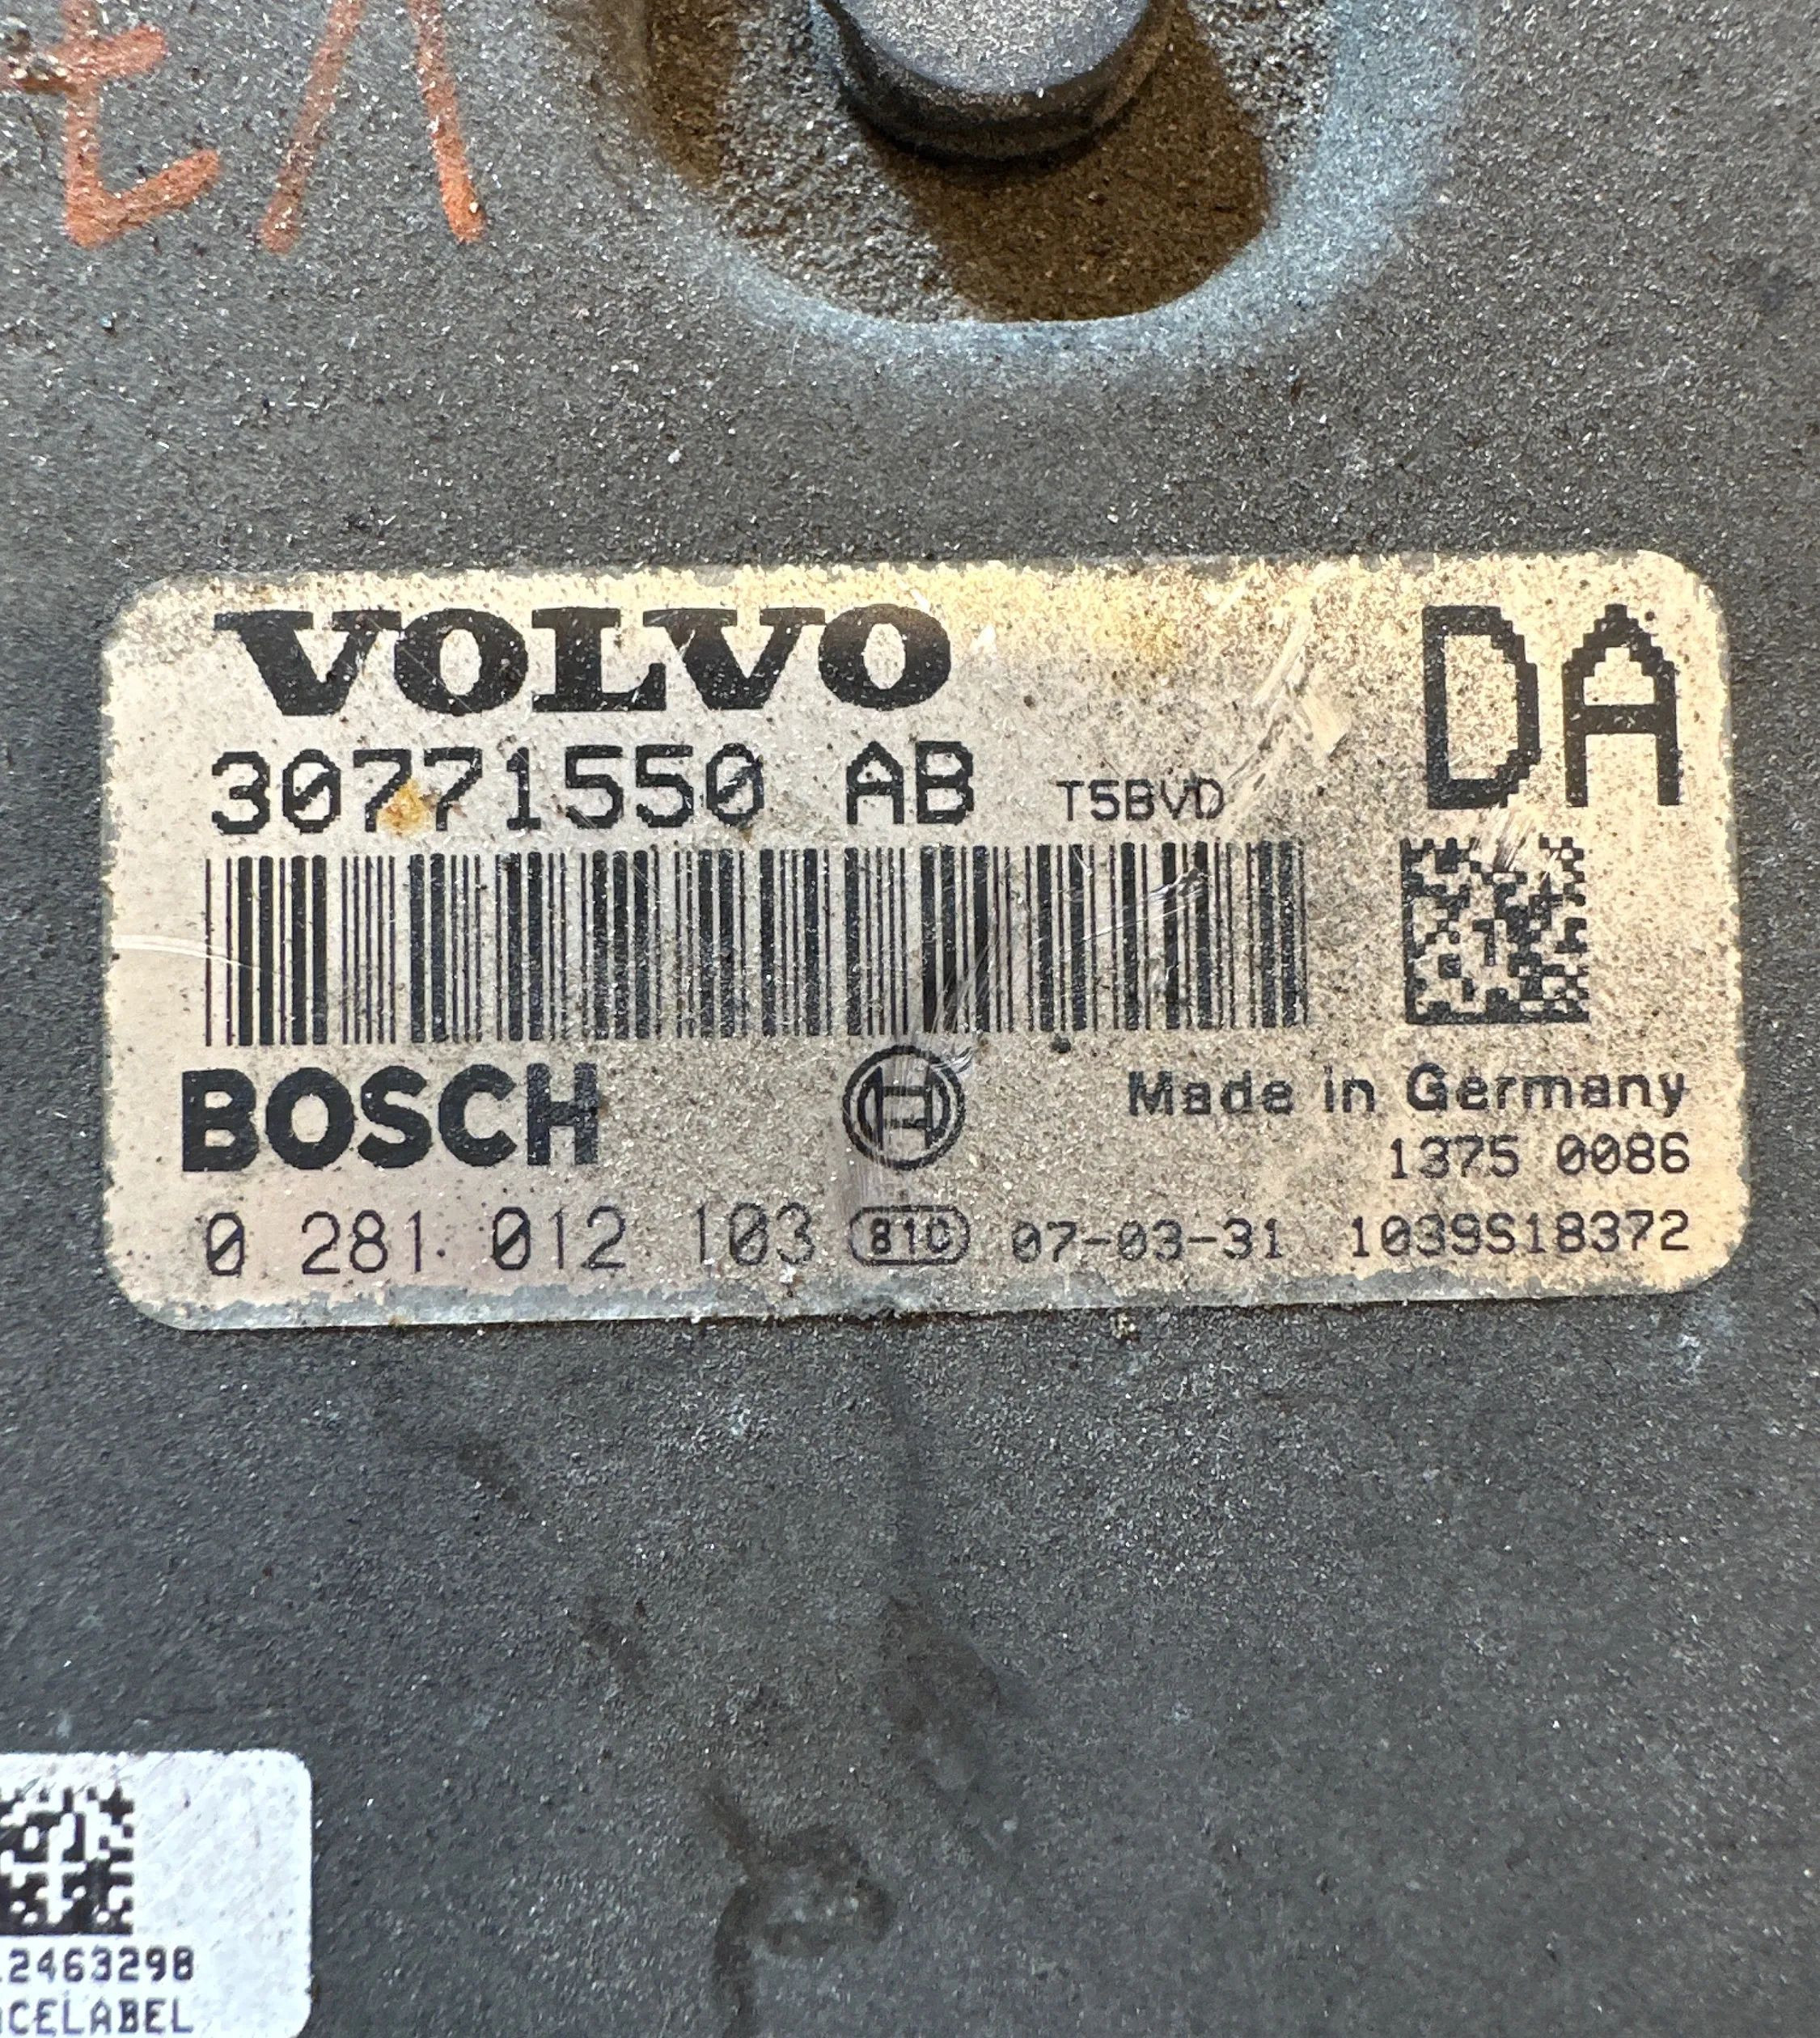 VOLVO
DA
30771550 AB T5BVD
BOSCH
Made in Germany
1375 0086
0 281 012 103 81C 07-03-31 1039S18372
2463298
CELABEL